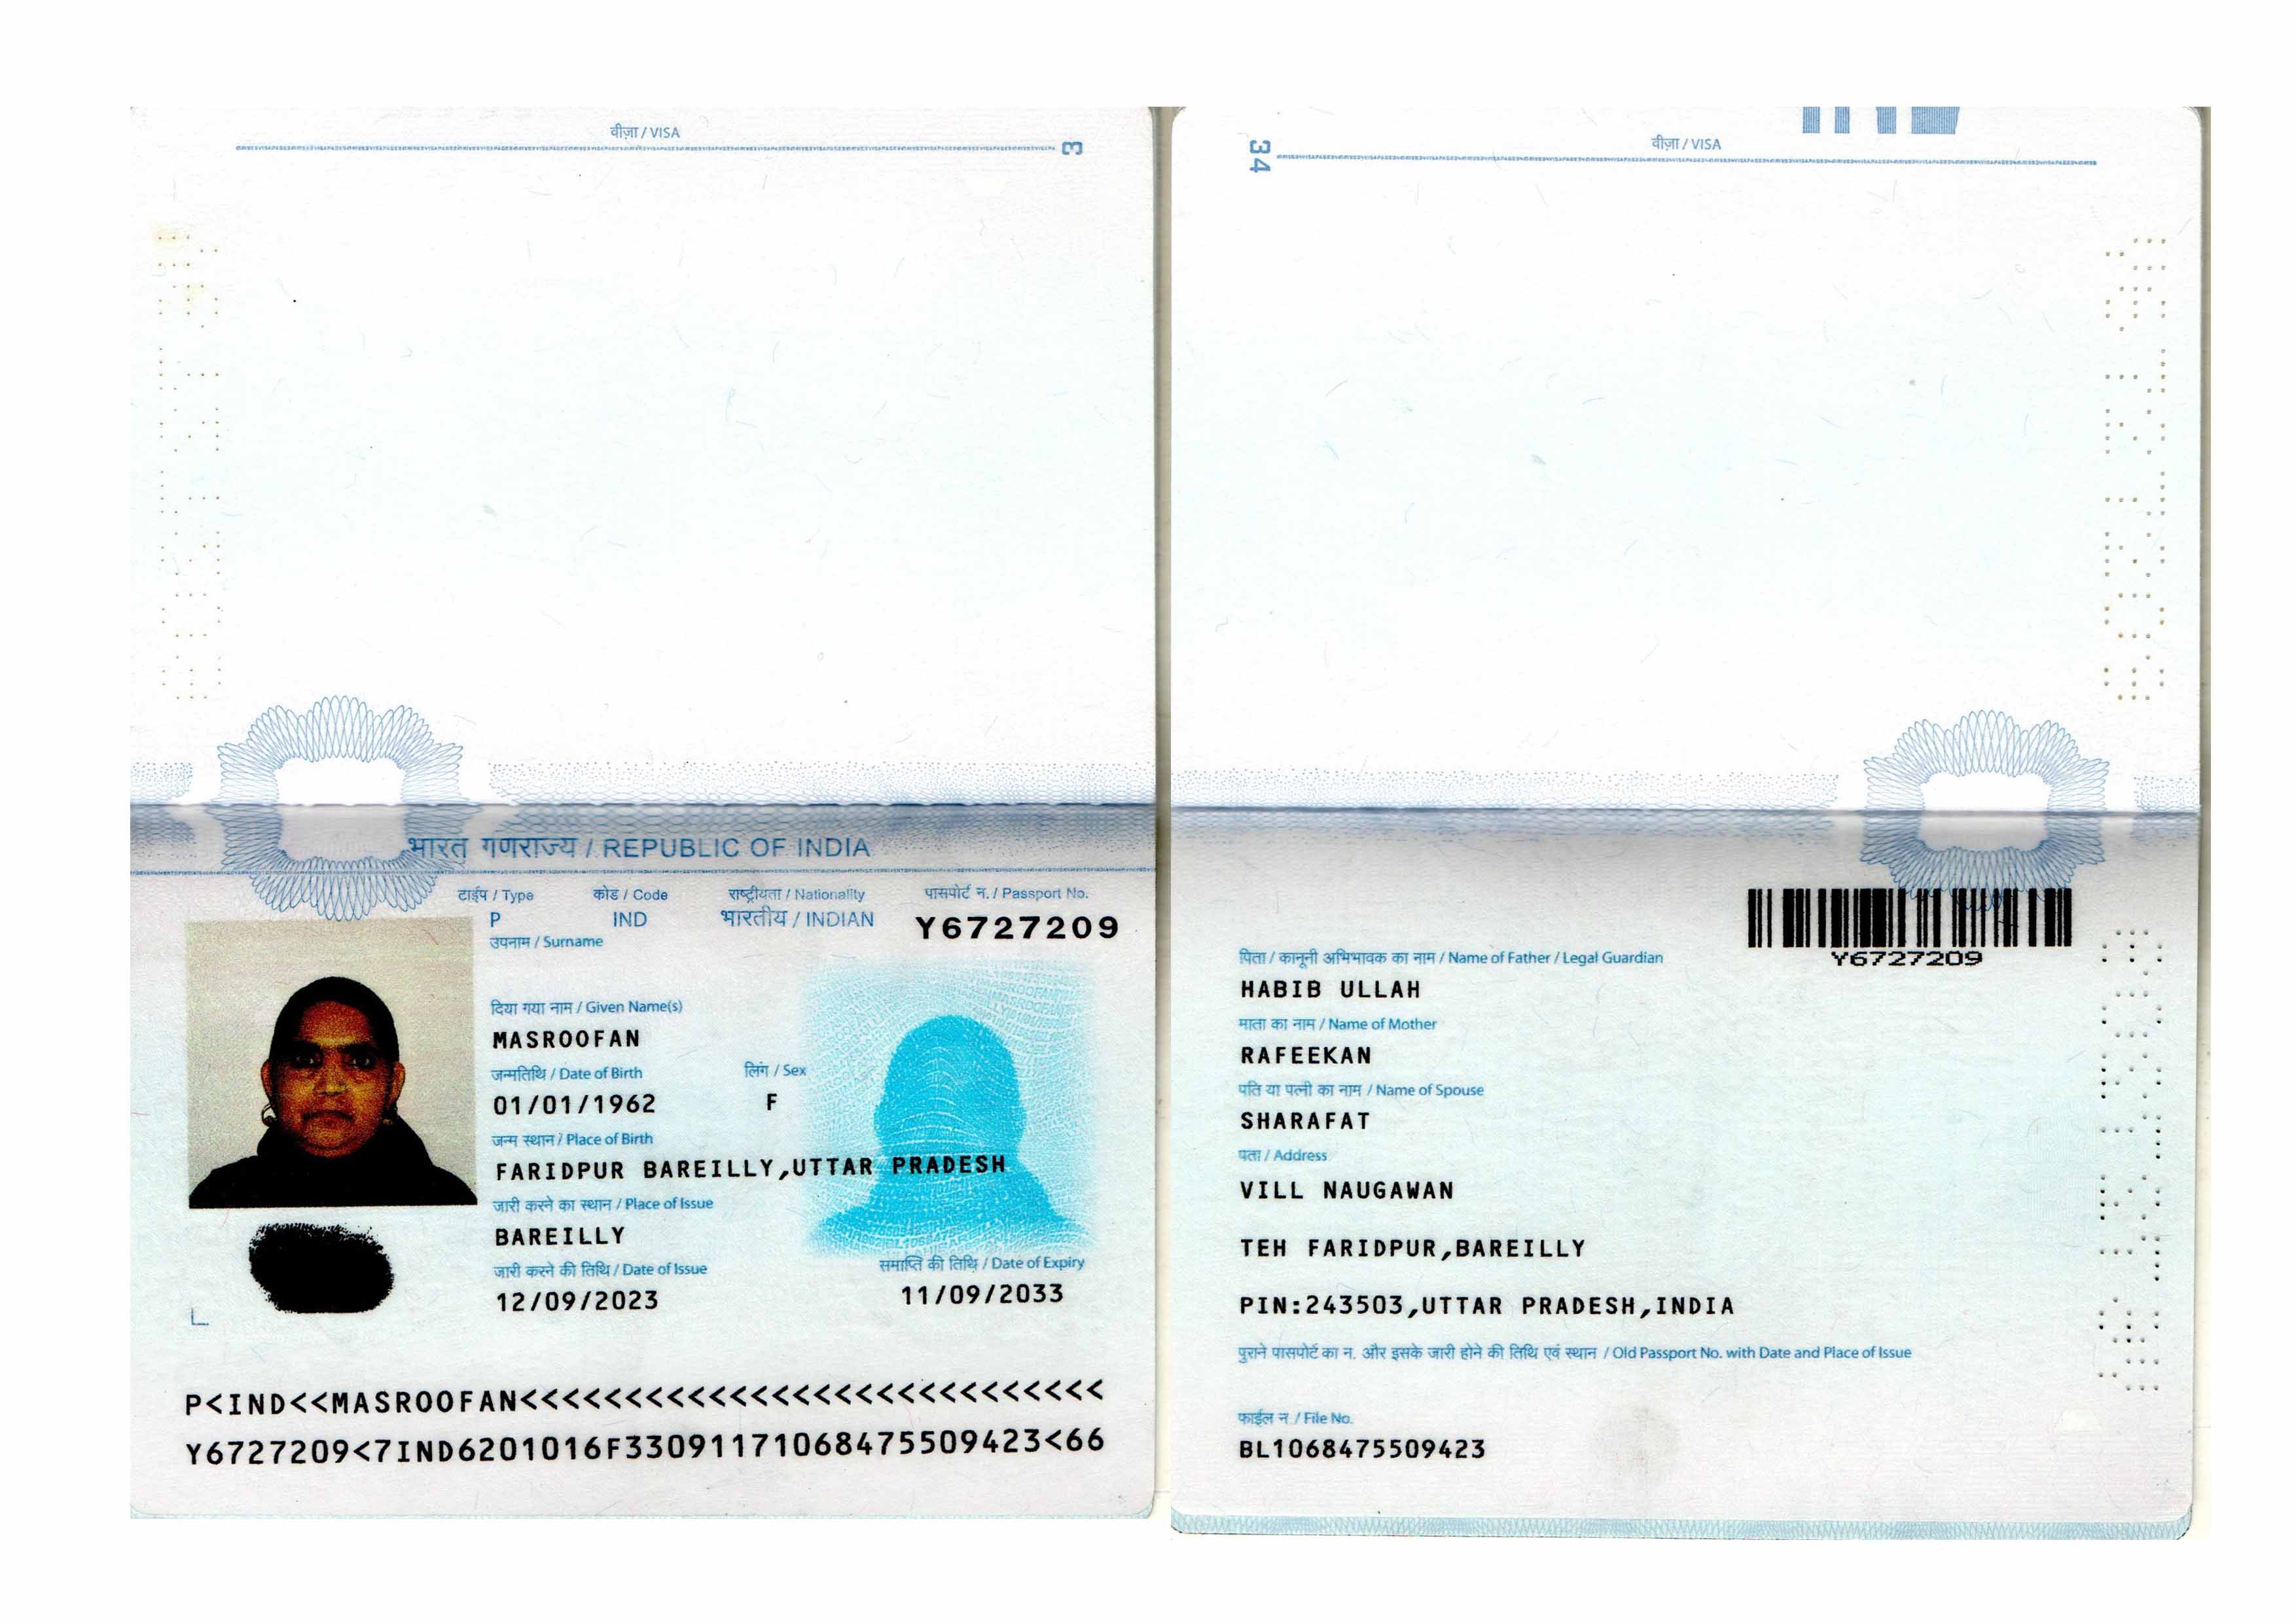 वीज़ा / VISA
3
भारत गणराज्य / REPUBLIC OF INDIA
टाईप / Type
कोड / Code
राष्ट्रीयता / Nationality
पासपोर्ट न. / Passport No.
P
IND
भारतीय / INDIAN
Y6727209
उपनाम / Surname
दिया गया नाम / Given Name(s)
MASROOFAN
जन्मतिथि / Date of Birth
लिंग / Sex
01/01/1962
F
जन्म स्थान / Place of Birth
FARIDPUR BAREILLY,UTTAR PRADESH
जारी करने का स्थान / Place of Issue
BAREILLY
जारी करने की तिथि / Date of Issue
समाप्ति की तिथि / Date of Expiry
12/09/2023
11/09/2033
P<IND<<MASROOFAN<<<<<<<<<<<<<<<<<<<<<<<<<<<<
Y6727209<7IND6201016F33091171068475509423<66
34
वीज़ा / VISA
Y6727209
पिता / कानूनी अभिभावक का नाम / Name of Father / Legal Guardian
HABIB ULLAH
माता का नाम / Name of Mother
RAFEEKAN
पति या पत्नी का नाम / Name of Spouse
SHARAFAT
पता / Address
VILL NAUGAWAN
TEH FARIDPUR,BAREILLY
PIN:243503,UTTAR PRADESH,INDIA
पुराने पासपोर्ट का न. और इसके जारी होने की तिथि एवं स्थान / Old Passport No. with Date and Place of Issue
फाईल न / File No.
BL1068475509423